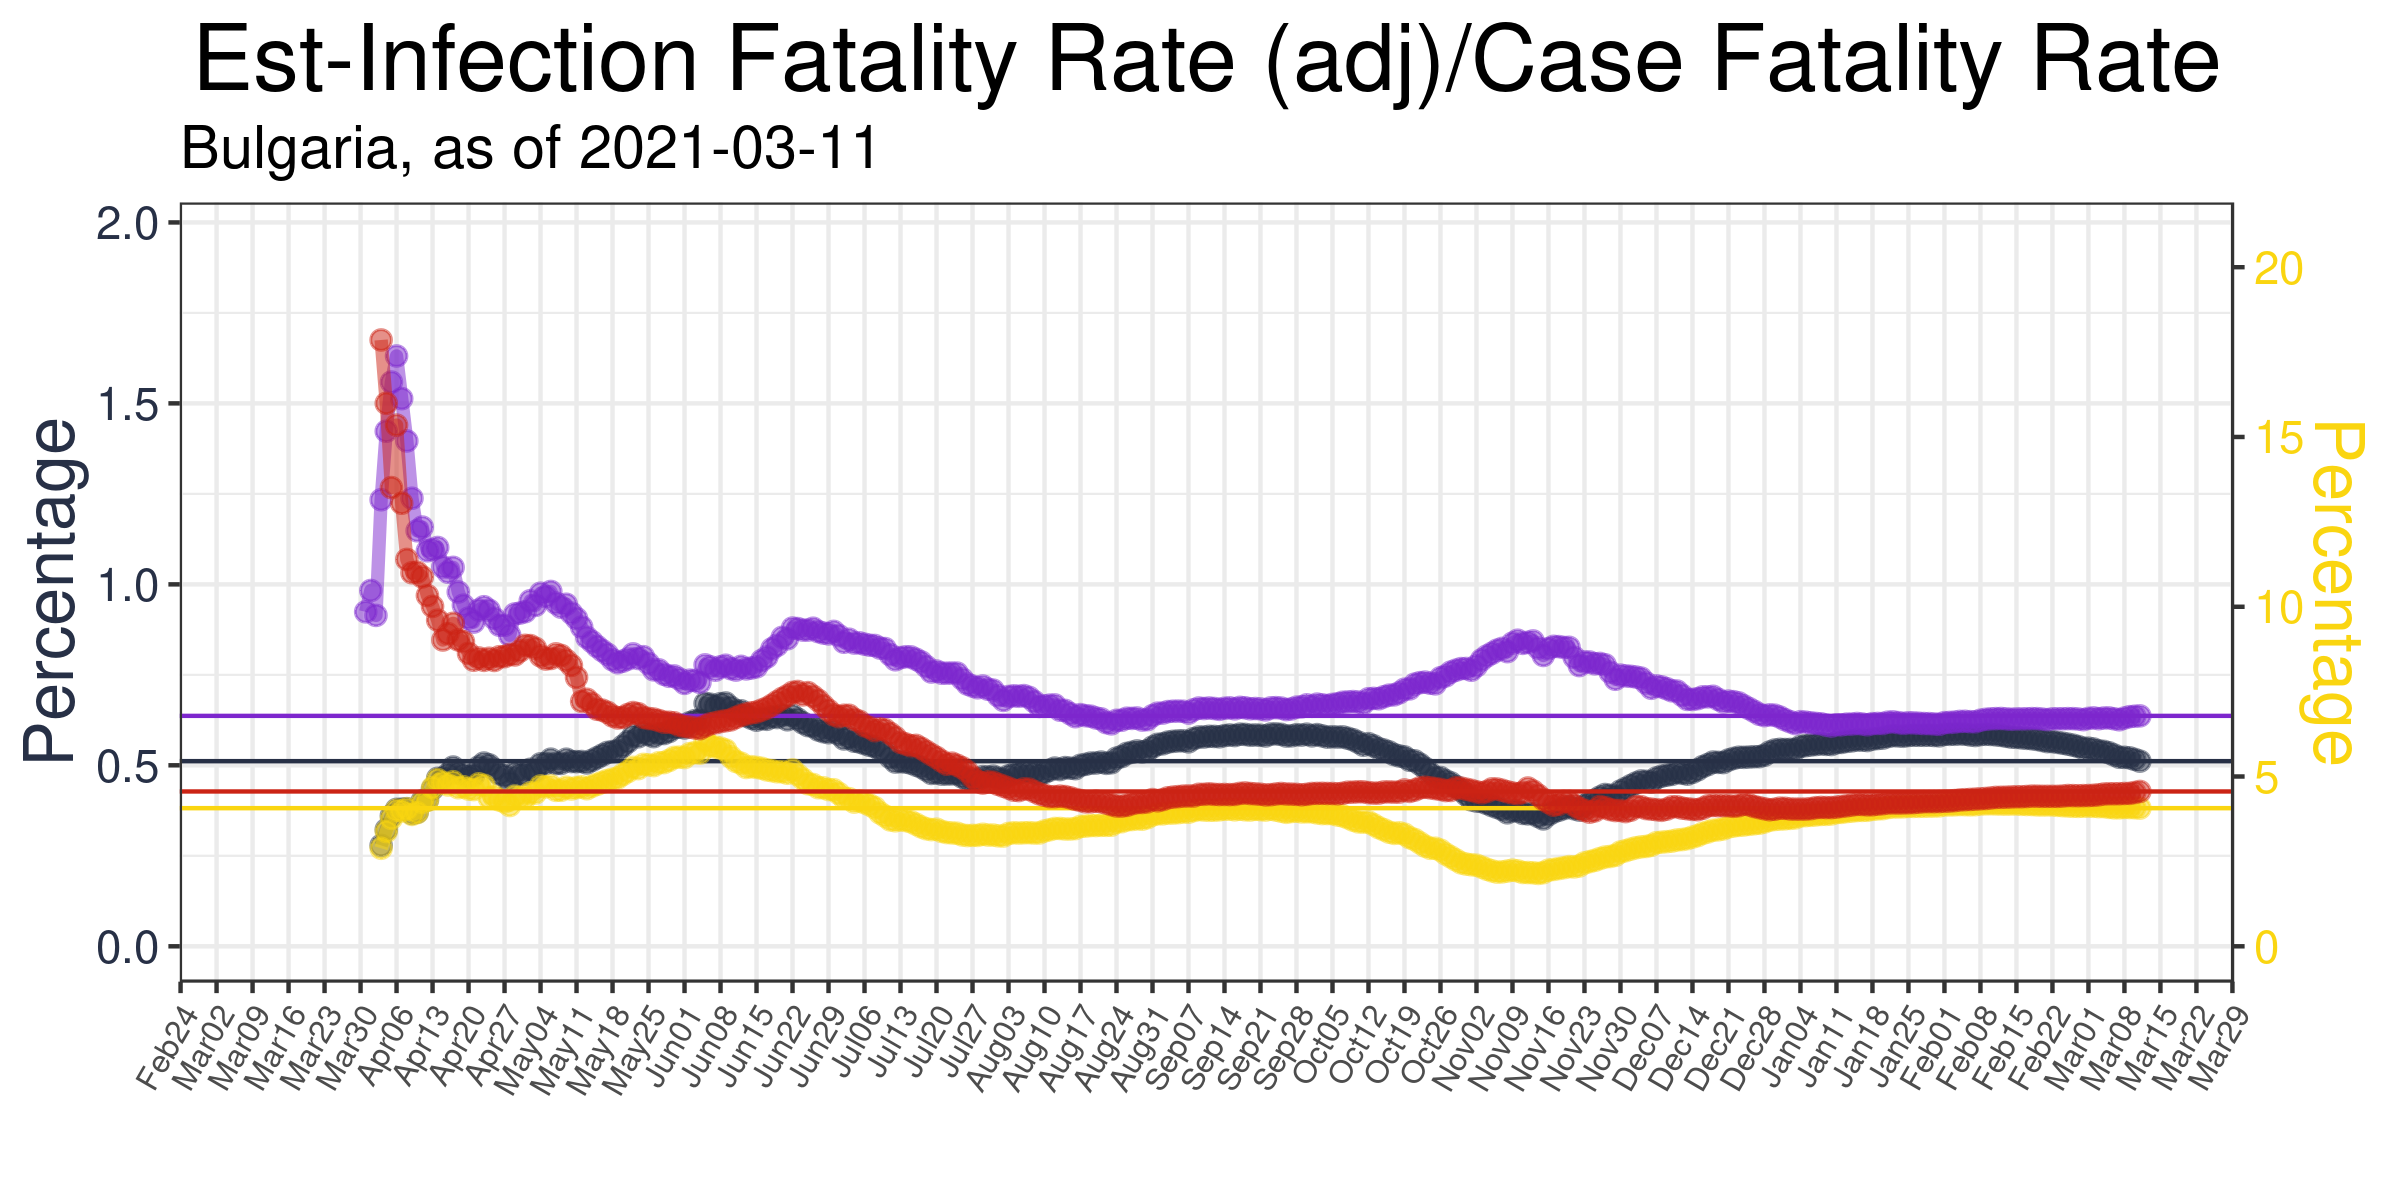 Est-Infection Fatality Rate (adj)/Case Fatality Rate
Bulgaria, as of 2021-03-11
Percentage
2.0
1.5
1.0
0.5
0.0
20
15
10
5
0
Percentage
Feb24
Mar02
Mar09
Mar16
Mar23
Mar30
Apr06
Apr13
Apr20
Apr27
May04
May11
May18
May25
Jun01
Jun08
Jun15
Jun22
Jun29
Jul06
Jul13
Jul20
Jul27
Aug03
Aug10
Aug17
Aug24
Aug31
Sep07
Sep14
Sep21
Sep28
Oct05
Oct12
Oct19
Oct26
Nov02
Nov09
Nov16
Nov23
Nov30
Dec07
Dec14
Dec21
Dec28
Jan04
Jan11
Jan18
Jan25
Feb01
Feb08
Feb15
Feb22
Mar01
Mar08
Mar15
Mar22
Mar29